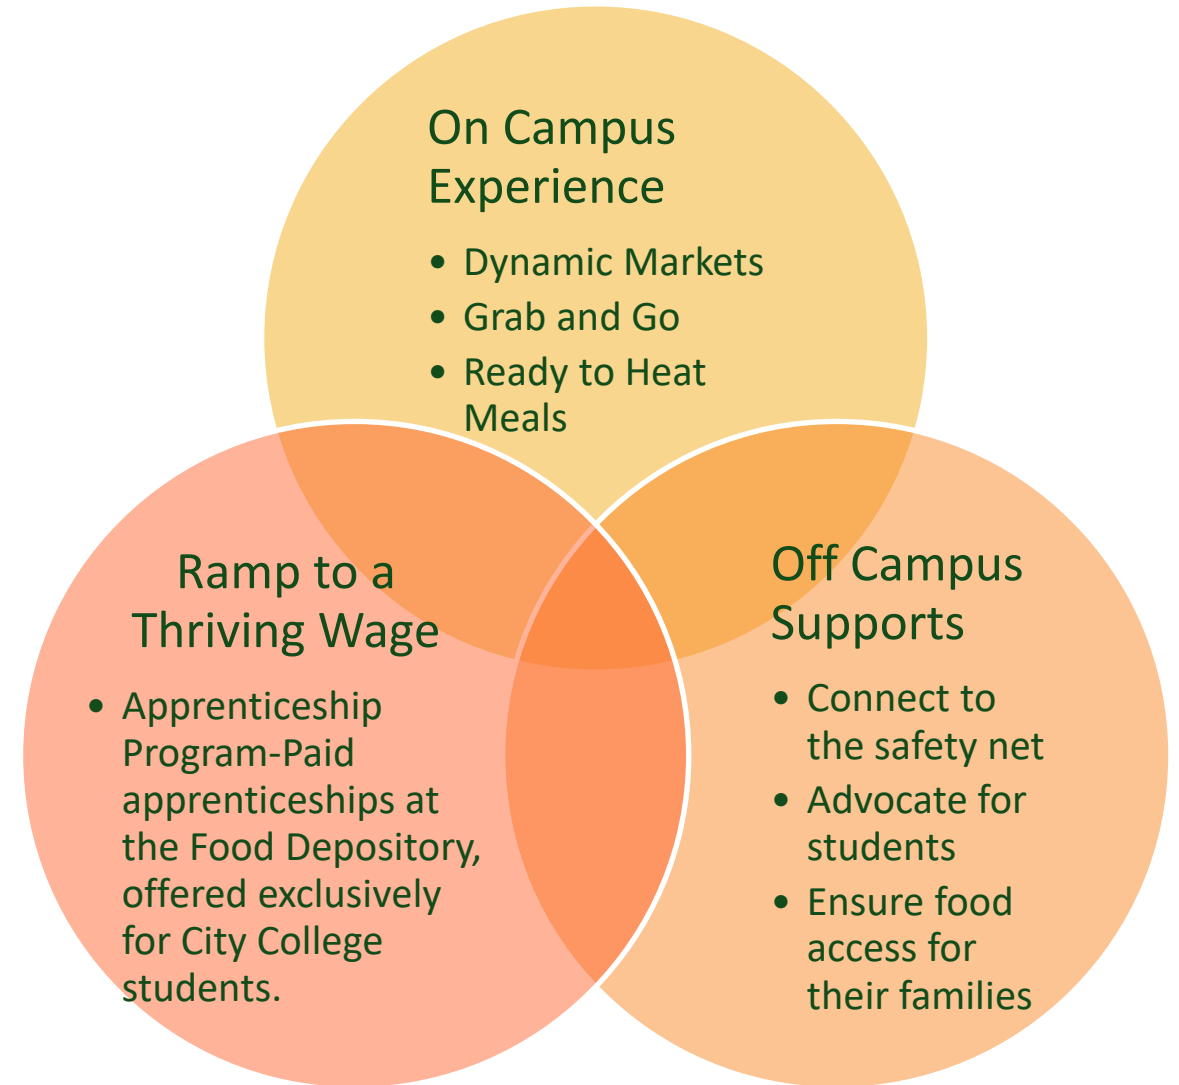 On Campus
Experience
• Dynamic Markets
• Grab and Go
• Ready to Heat
Meals
Ramp to a
Thriving Wage
• Apprenticeship
Program-Paid
apprenticeships at
the Food Depository,
offered exclusively
for City College
students.
Off Campus
Supports
• Connect to
the safety net
• Advocate for
students
• Ensure food
access for
their families